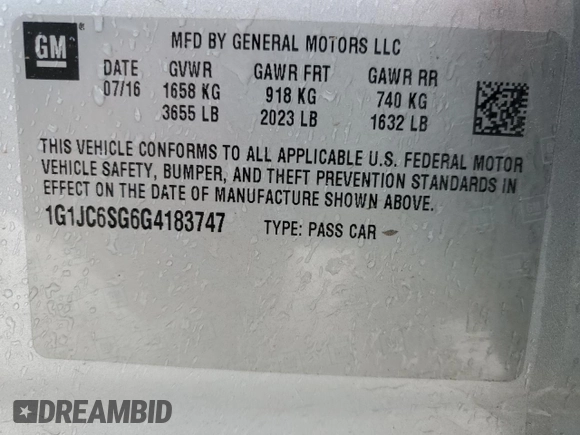 GM ®
MFD BY GENERAL MOTORS LLC
DATE GVWR GAWR FRT GAWR RR
07/16 1658 KG 918 KG 740 KG
3655 LB 2023 LB 1632 LB
THIS VEHICLE CONFORMS TO ALL APPLICABLE U.S. FEDERAL MOTOR
VEHICLE SAFETY, BUMPER, AND THEFT PREVENTION STANDARDS IN
EFFECT ON THE DATE OF MANUFACTURE SHOWN ABOVE.
1G1JC6SG6G4183747 TYPE: PASS CAR
DREAMBID